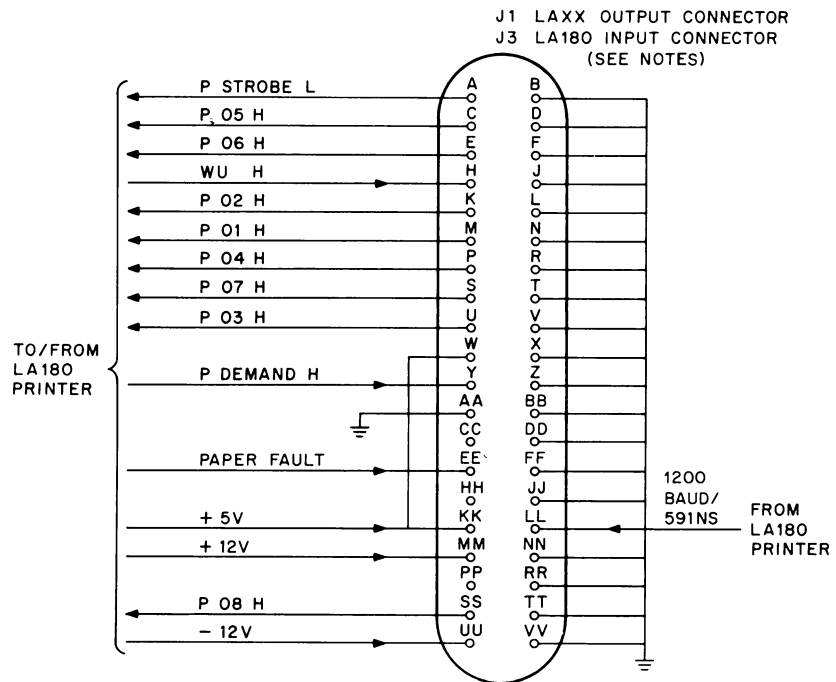 J1 LAXX OUTPUT CONNECTOR
J3 LA180 INPUT CONNECTOR
(SEE NOTES)
P STROBE L A B
P 05 H C D
P 06 H E F
WU H H J
P 02 H K L
P 01 H M N
P 04 H P R
P 07 H S T
P 03 H U V
W X
TO/FROM
LA180
PRINTER
P DEMAND H Y Z
AA BB
CC DD
PAPER FAULT EE FF
HH JJ
1200
BAUD/
591NS
FROM
LA180
PRINTER
+ 5V KK LL
+ 12V MM NN
PP RR
P 08 H SS TT
- 12V UU VV